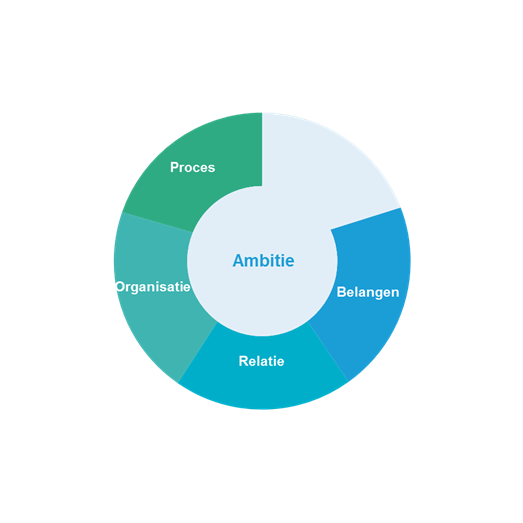 Proces
Ambitie
Organisatie
Belangen
Relatie